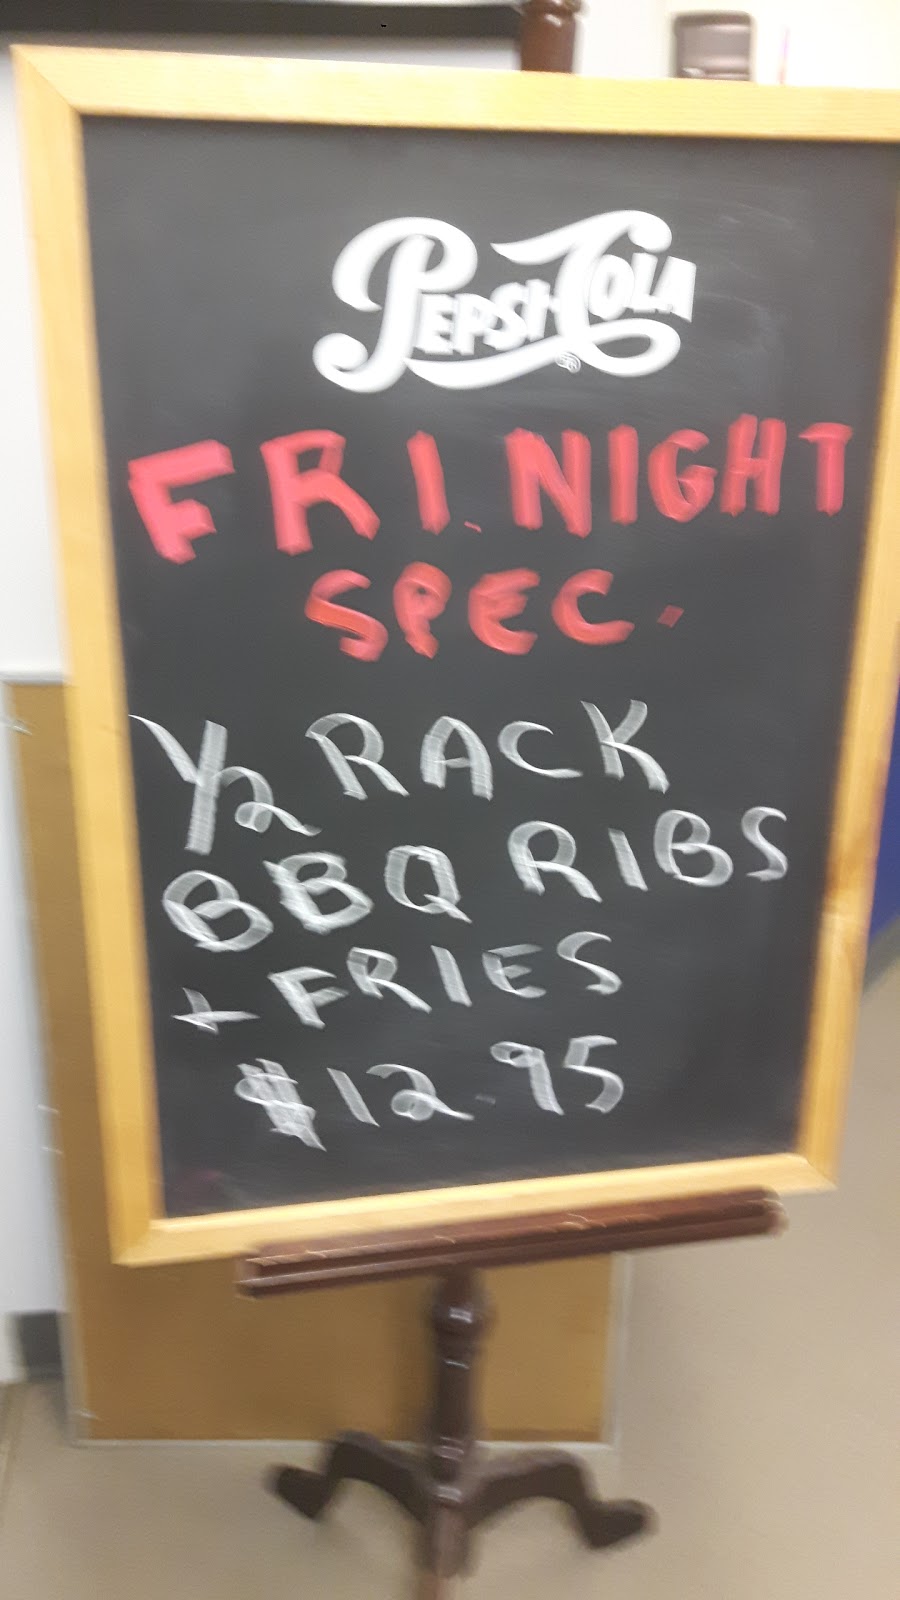 PEPSI-COLA
FRI. NIGHT
SPEC.
1/2 RACK
BBQ RIBS
+ FRIES
$12.95